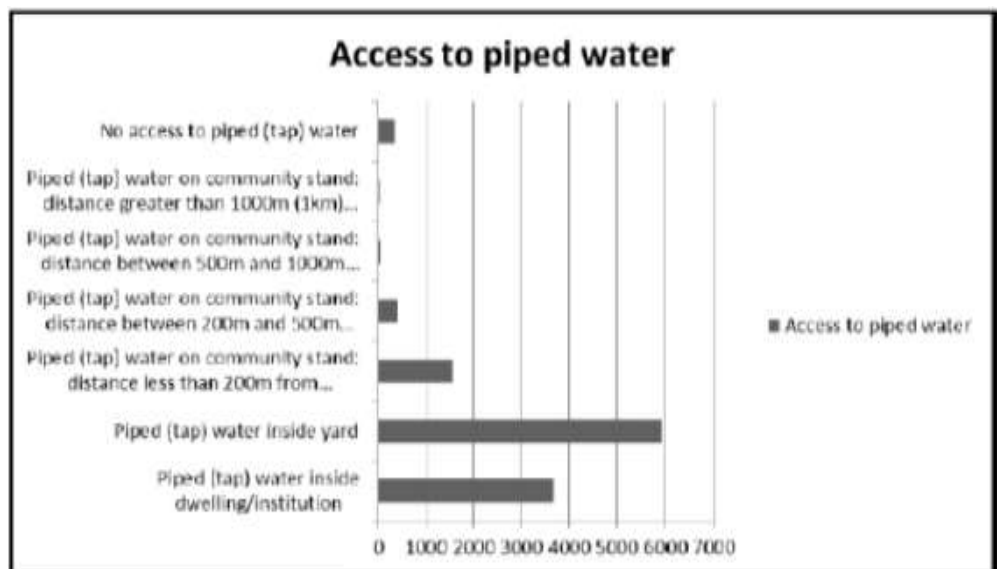 Access to piped water
No access to piped (tap) water
Piped (tap) water on community stand:
distance greater than 1000m (1km)...
Piped (tap) water on community stand:
distance between 500m and 1000m...
Piped (tap) water on community stand:
distance between 200m and 500m...
Piped (tap) water on community stand:
distance less than 200m from...
Piped (tap) water inside yard
Piped (tap) water inside
dwelling/institution
Access to piped water
0 1000 2000 3000 4000 5000 6000 7000